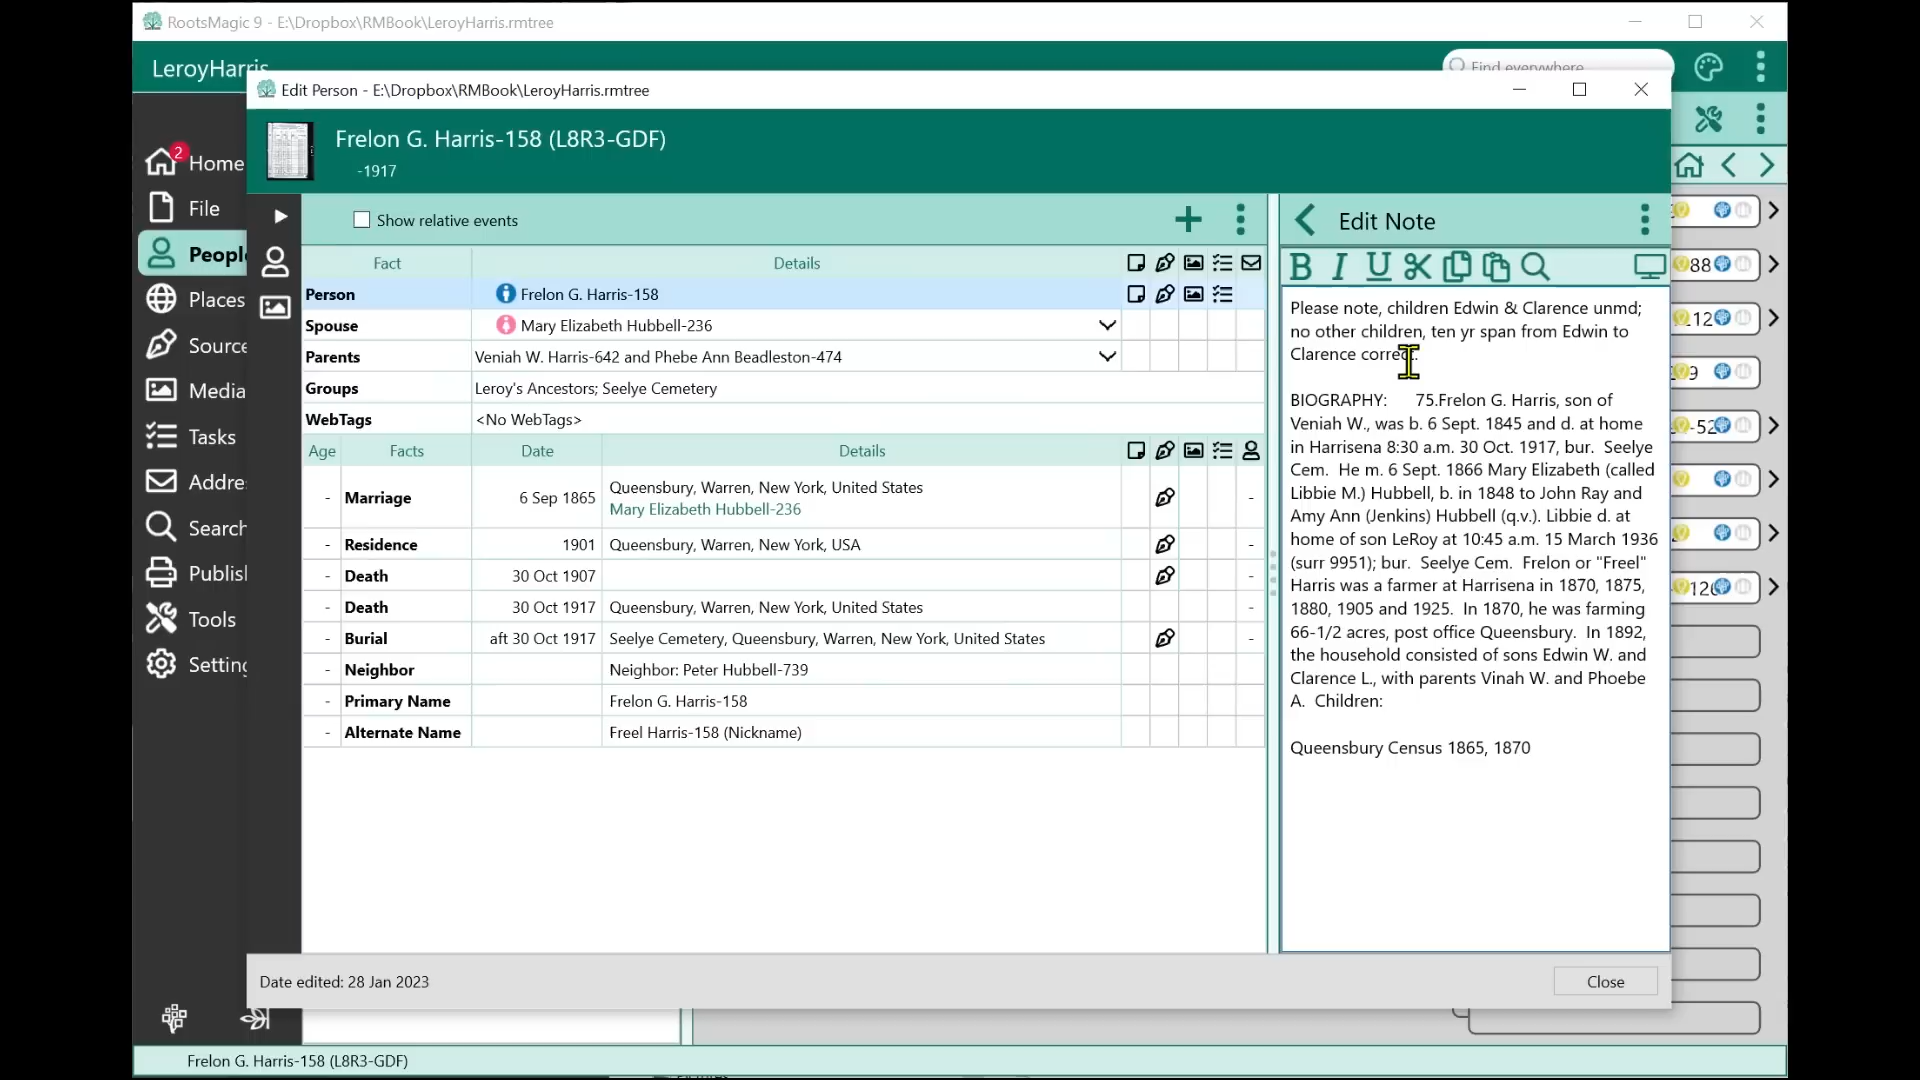 RootsMagic 9 - E:\Dropbox\RMBook\LeroyHarris.rmtree
LeroyHarris
Find everywhere
Edit Person - E:\Dropbox\RMBook\LeroyHarris.rmtree
Frelon G. Harris-158 (L8R3-GDF)
-1917
2
Home
File
People
Places
Source
Media
Tasks
Addre
Search
Publis
Tools
Setting
Show relative events
Fact Details
Person Frelon G. Harris-158
Spouse Mary Elizabeth Hubbell-236
Parents Veniah W. Harris-642 and Phebe Ann Beadleston-474
Groups Leroy's Ancestors; Seelye Cemetery
WebTags <No WebTags>
Age Facts Date Details
- Marriage 6 Sep 1865 Queensbury, Warren, New York, United States
Mary Elizabeth Hubbell-236 -
- Residence 1901 Queensbury, Warren, New York, USA -
- Death 30 Oct 1907 -
- Death 30 Oct 1917 Queensbury, Warren, New York, United States -
- Burial aft 30 Oct 1917 Seelye Cemetery, Queensbury, Warren, New York, United States -
- Neighbor Neighbor: Peter Hubbell-739
- Primary Name Frelon G. Harris-158
- Alternate Name Freel Harris-158 (Nickname)
Edit Note
B I U
Please note, children Edwin & Clarence unmd;
no other children, ten yr span from Edwin to
Clarence correct.
BIOGRAPHY: 75.Frelon G. Harris, son of
Veniah W., was b. 6 Sept. 1845 and d. at home
in Harrisena 8:30 a.m. 30 Oct. 1917, bur. Seelye
Cem. He m. 6 Sept. 1866 Mary Elizabeth (called
Libbie M.) Hubbell, b. in 1848 to John Ray and
Amy Ann (Jenkins) Hubbell (q.v.). Libbie d. at
home of son LeRoy at 10:45 a.m. 15 March 1936
(surr 9951); bur. Seelye Cem. Frelon or "Freel"
Harris was a farmer at Harrisena in 1870, 1875,
1880, 1905 and 1925. In 1870, he was farming
66-1/2 acres, post office Queensbury. In 1892,
the household consisted of sons Edwin W. and
Clarence L., with parents Vinah W. and Phoebe
A. Children:
Queensbury Census 1865, 1870
88
12
9
-52
120
Date edited: 28 Jan 2023
Close
Frelon G. Harris-158 (L8R3-GDF)